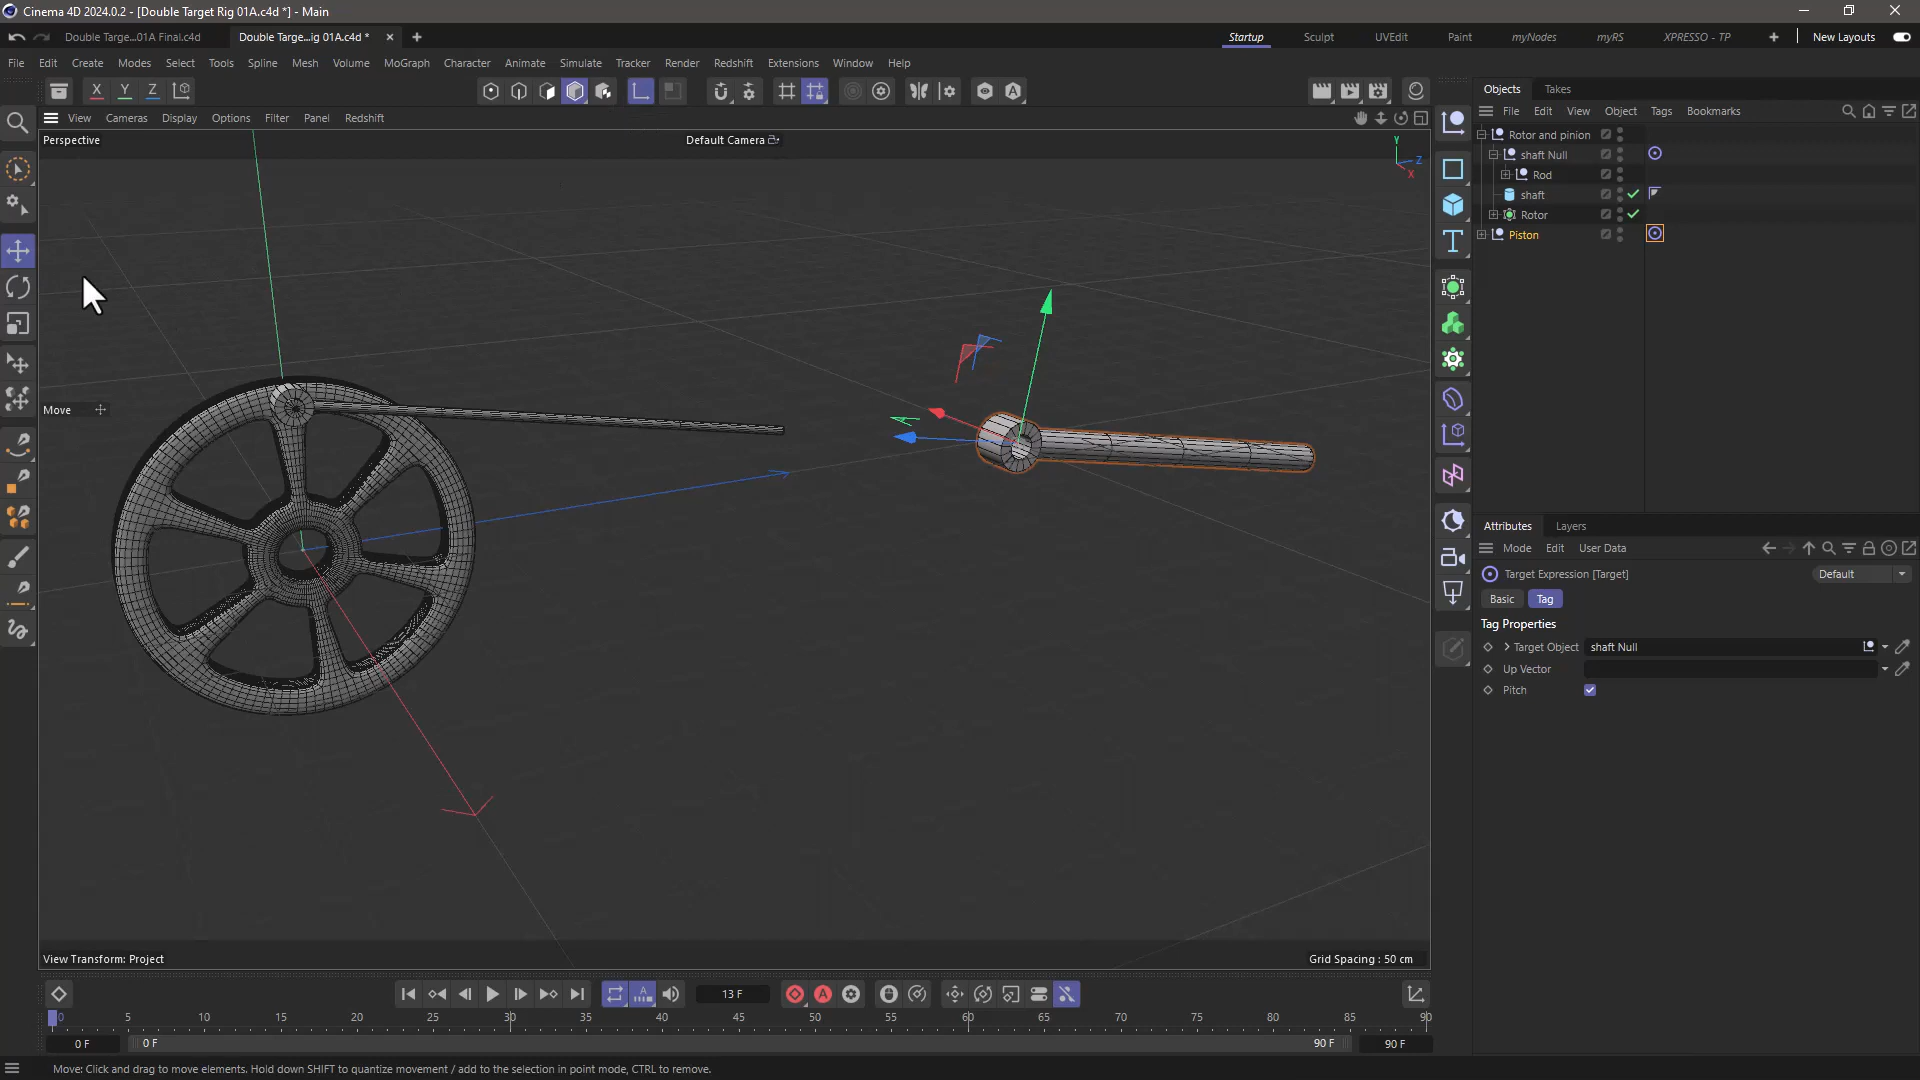 Cinema 4D 2024.0.2 - [Double Target Rig 01A.c4d *] - Main
Double Targe...01A Final.c4d
Double Targe...ig 01A.c4d *
Startup
Sculpt
UVEdit
Paint
myNodes
myRS
XPRESSO - TP
New Layouts
File Edit Create Modes Select Tools Spline Mesh Volume MoGraph Character Animate Simulate Tracker Render Redshift Extensions Window Help
X Y Z
Objects
Takes
View Cameras Display Options Filter Panel Redshift
File Edit View Object Tags Bookmarks
Perspective
Default Camera
Y
Z
X
Rotor and pinion
shaft Null
Rod
shaft
Rotor
Piston
Move
Attributes
Layers
Mode Edit User Data
Target Expression [Target]
Default
Basic
Tag
Tag Properties
Target Object
shaft Null
Up Vector
Pitch
View Transform: Project
Grid Spacing : 50 cm
13 F
0 5 10 15 20 25 30 35 40 45 50 55 60 65 70 75 80 85 90
0 F
0 F
90 F
90 F
Move: Click and drag to move elements. Hold down SHIFT to quantize movement / add to the selection in point mode, CTRL to remove.